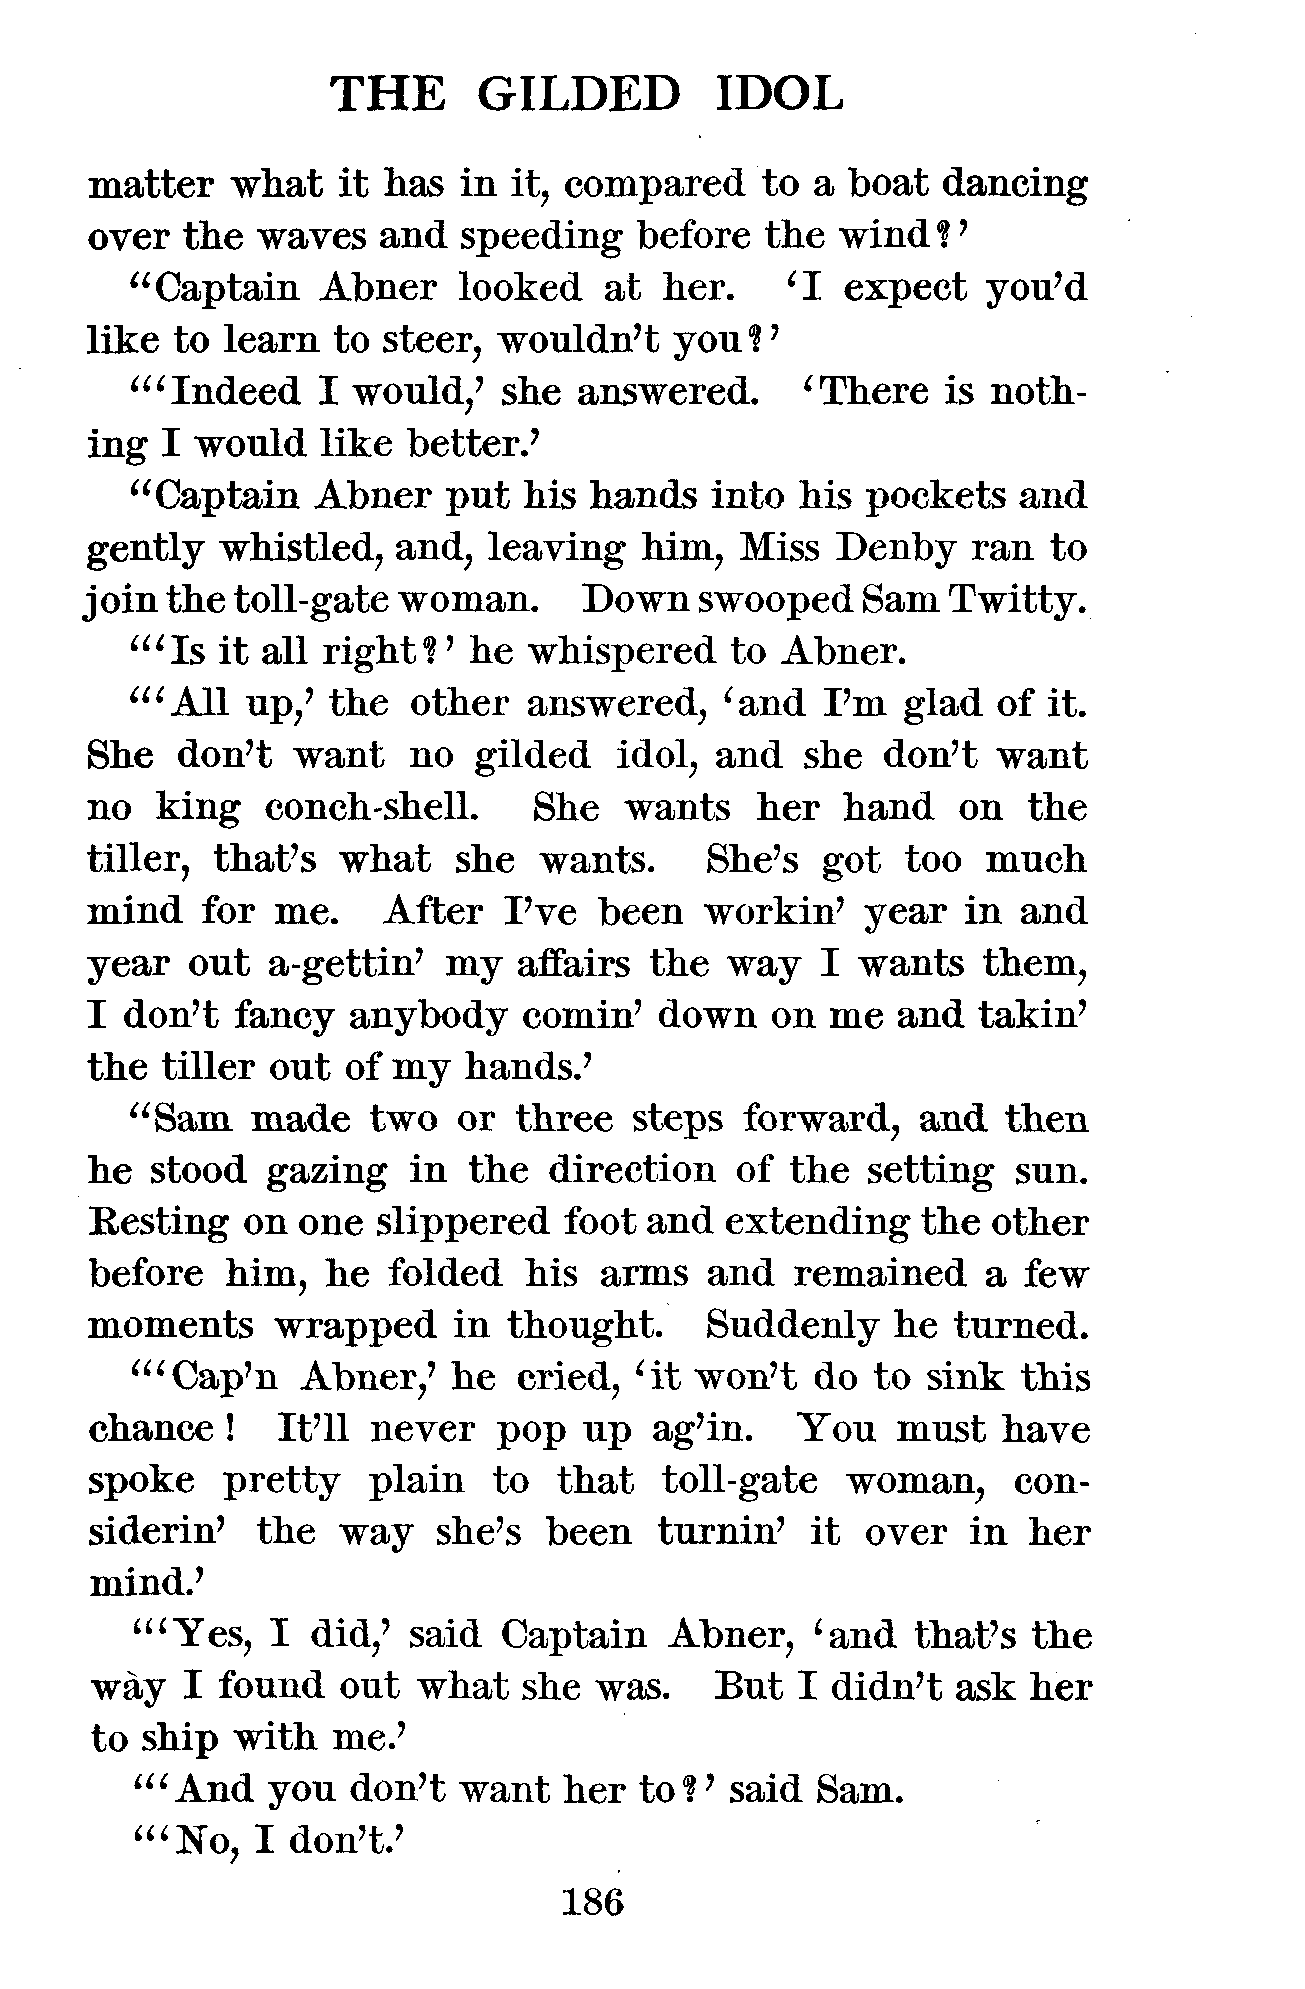 THE GILDED IDOL
matter what it has in it, compared to a boat dancing
over the waves and speeding before the wind?’
“Captain Abner looked at her. ‘I expect you’d
like to learn to steer, wouldn’t you?’
“‘Indeed I would,’ she answered. ‘There is noth-
ing I would like better.’
“Captain Abner put his hands into his pockets and
gently whistled, and, leaving him, Miss Denby ran to
join the toll-gate woman. Down swooped Sam Twitty.
“‘Is it all right?’ he whispered to Abner.
“‘All up,’ the other answered, ‘and I’m glad of it.
She don’t want no gilded idol, and she don’t want
no king conch-shell. She wants her hand on the
tiller, that’s what she wants. She’s got too much
mind for me. After I’ve been workin’ year in and
year out a-gettin’ my affairs the way I wants them,
I don’t fancy anybody comin’ down on me and takin’
the tiller out of my hands.’
“Sam made two or three steps forward, and then
he stood gazing in the direction of the setting sun.
Resting on one slippered foot and extending the other
before him, he folded his arms and remained a few
moments wrapped in thought. Suddenly he turned.
“‘Cap’n Abner,’ he cried, ‘it won’t do to sink this
chance! It’ll never pop up ag’in. You must have
spoke pretty plain to that toll-gate woman, con-
siderin’ the way she’s been turnin’ it over in her
mind.’
“‘Yes, I did,’ said Captain Abner, ‘and that’s the
way I found out what she was. But I didn’t ask her
to ship with me.’
“‘And you don’t want her to?’ said Sam.
“‘No, I don’t.’
186